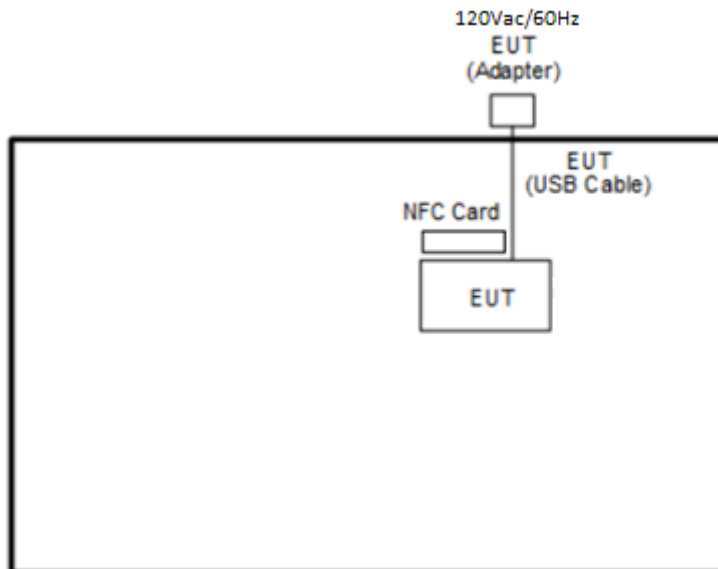 120Vac/60Hz
EUT
(Adapter)
EUT
(USB Cable)
NFC Card
EUT